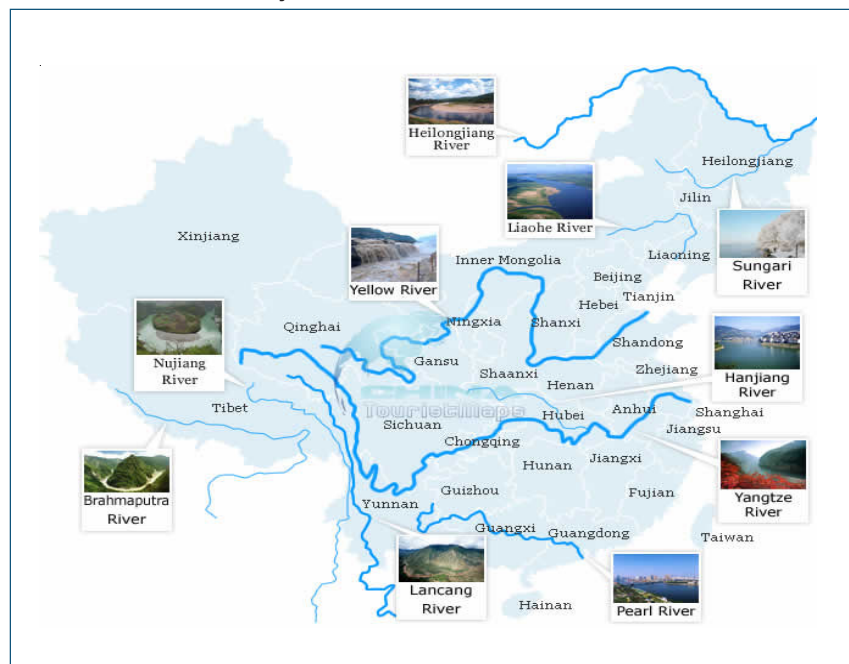 Heilongjiang
River
Heilongjiang
Jilin
Liaohe River
Xinjiang
Liaoning
Inner Mongolia
Sungari
River
Beijing
Yellow River
Tianjin
Hebei
Qinghai
Ningxia
Shanxi
Shandong
Nujiang
River
Gansu
Shaanxi
Zhejiang
Henan
Hanjiang
River
CHINA
TouristMaps
Tibet
Hubei
Anhui
Shanghai
Sichuan
Jiangsu
Chongqing
Jiangxi
Hunan
Brahmaputra
River
Guizhou
Fujian
Yangtze
River
Yunnan
Guangxi
Guangdong
Taiwan
Lancang
River
Hainan
Pearl River